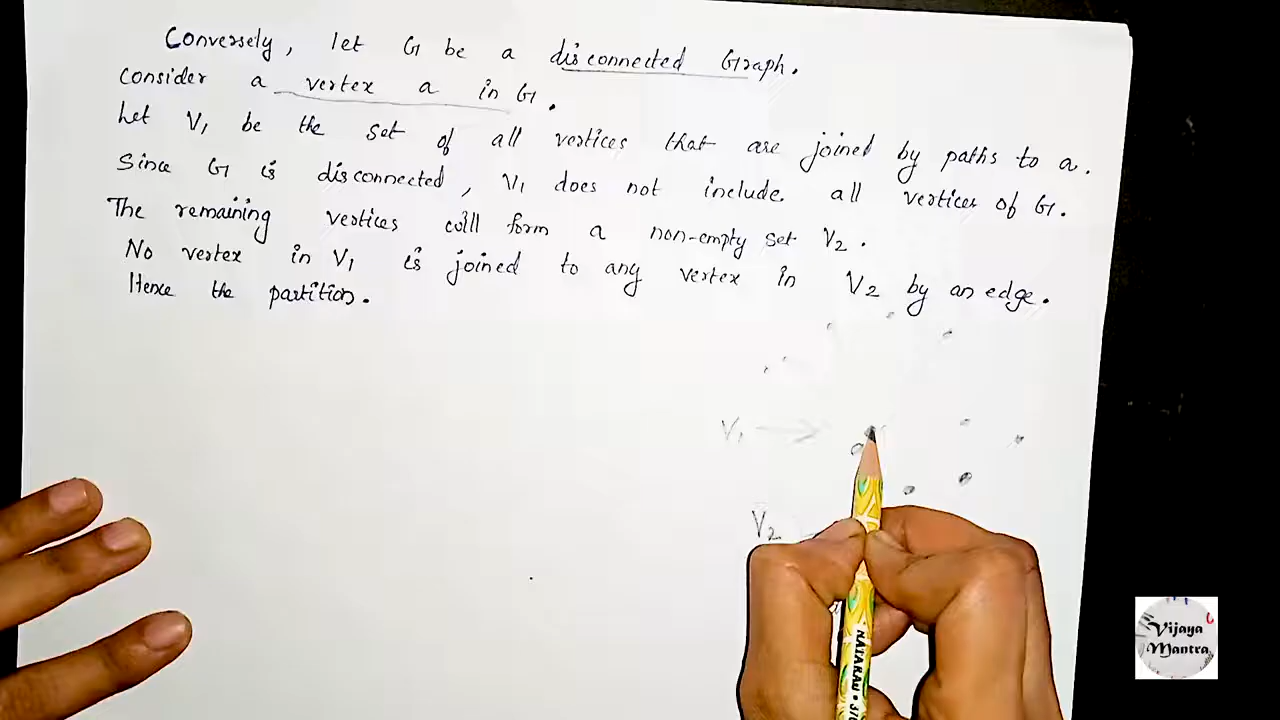 Conversely, let G be a disconnected Graph.
Consider a vertex a in G.
Let V1 be the set of all vertices that are joined by paths to a.
Since G is disconnected, V1 does not include all vertices of G.
The remaining vertices will form a non-empty set V2.
No vertex in V1 is joined to any vertex in V2 by an edge.
Hence the partition.
V1
V2
NATARAJ
Vijaya
Mantra